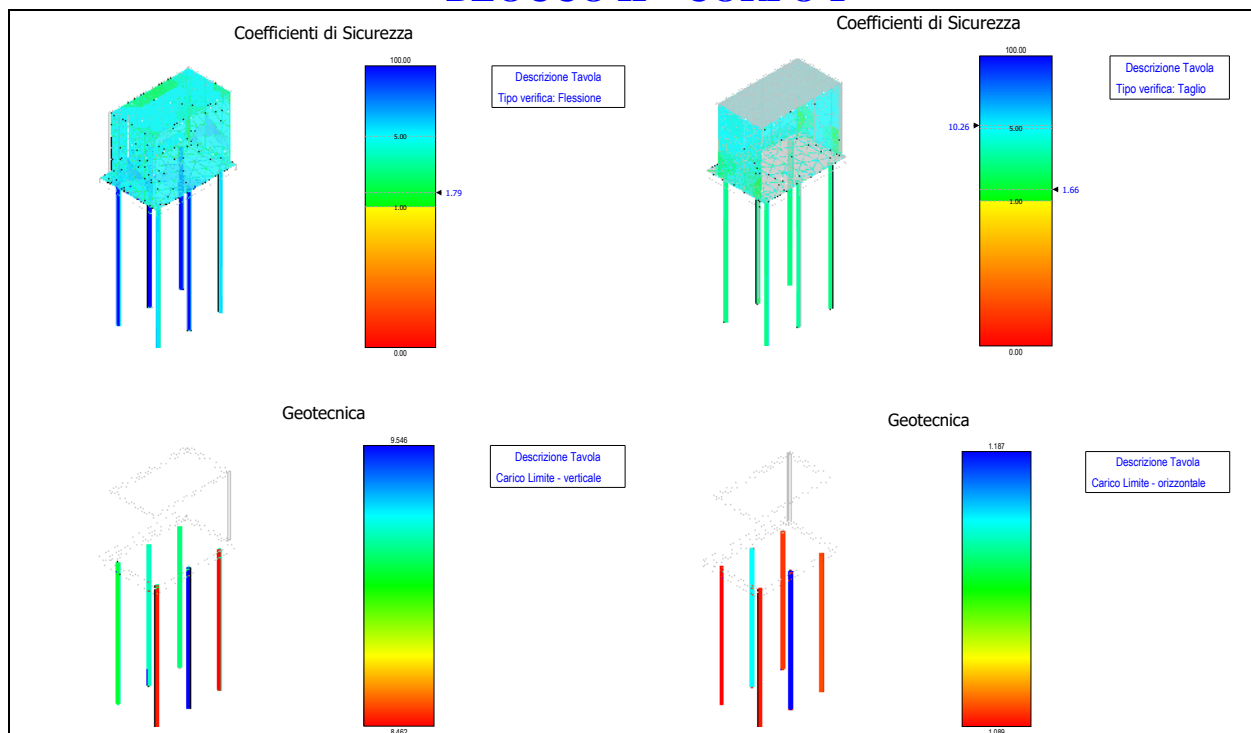 Coefficienti di Sicurezza
100.00
5.00
1.79
1.00
0.00
Descrizione Tavola
Tipo verifica: Flessione
Coefficienti di Sicurezza
100.00
10.26
5.00
1.66
1.00
0.00
Descrizione Tavola
Tipo verifica: Taglio
Geotecnica
9.546
8.462
Descrizione Tavola
Carico Limite - verticale
Geotecnica
1.187
1.089
Descrizione Tavola
Carico Limite - orizzontale